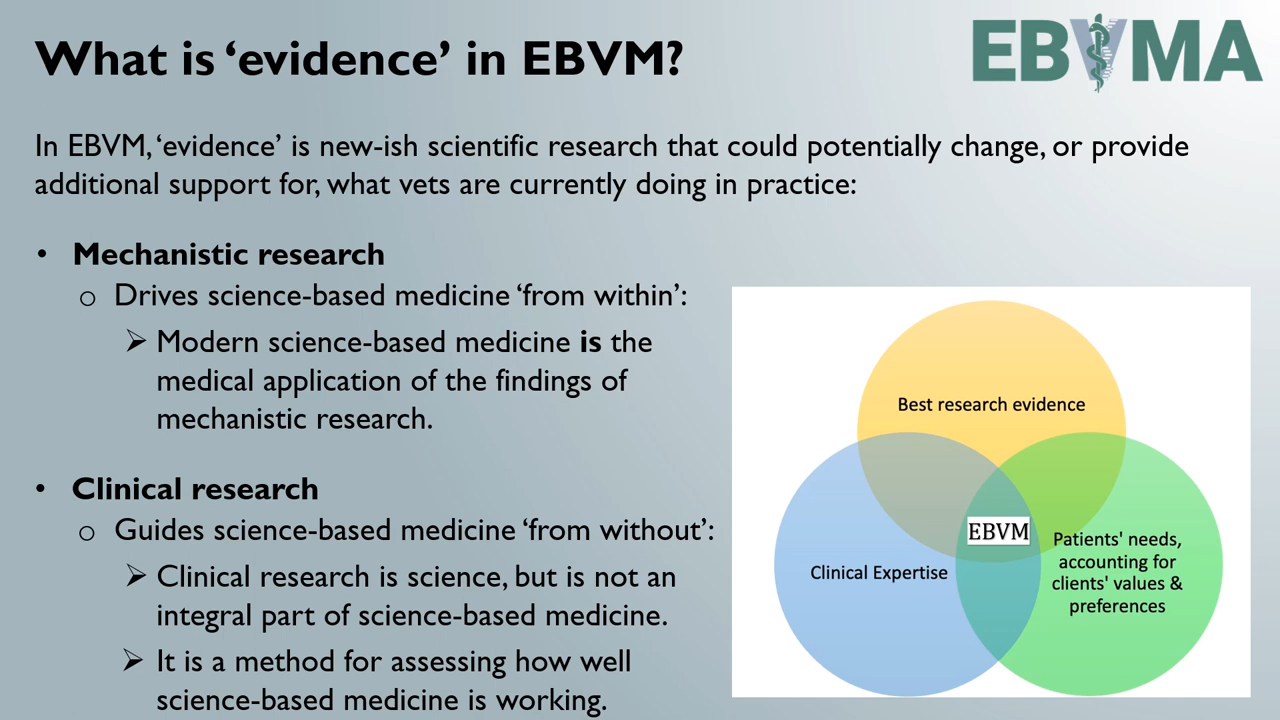 What is ‘evidence’ in EBVM?
EBVMA
In EBVM, ‘evidence’ is new-ish scientific research that could potentially change, or provide
additional support for, what vets are currently doing in practice:
• Mechanistic research
o Drives science-based medicine ‘from within’:
➢ Modern science-based medicine is the
medical application of the findings of
mechanistic research.
• Clinical research
o Guides science-based medicine ‘from without’:
➢ Clinical research is science, but is not an
integral part of science-based medicine.
➢ It is a method for assessing how well
science-based medicine is working.
Best research evidence
EBVM
Clinical Expertise
Patients' needs,
accounting for
clients' values &
preferences